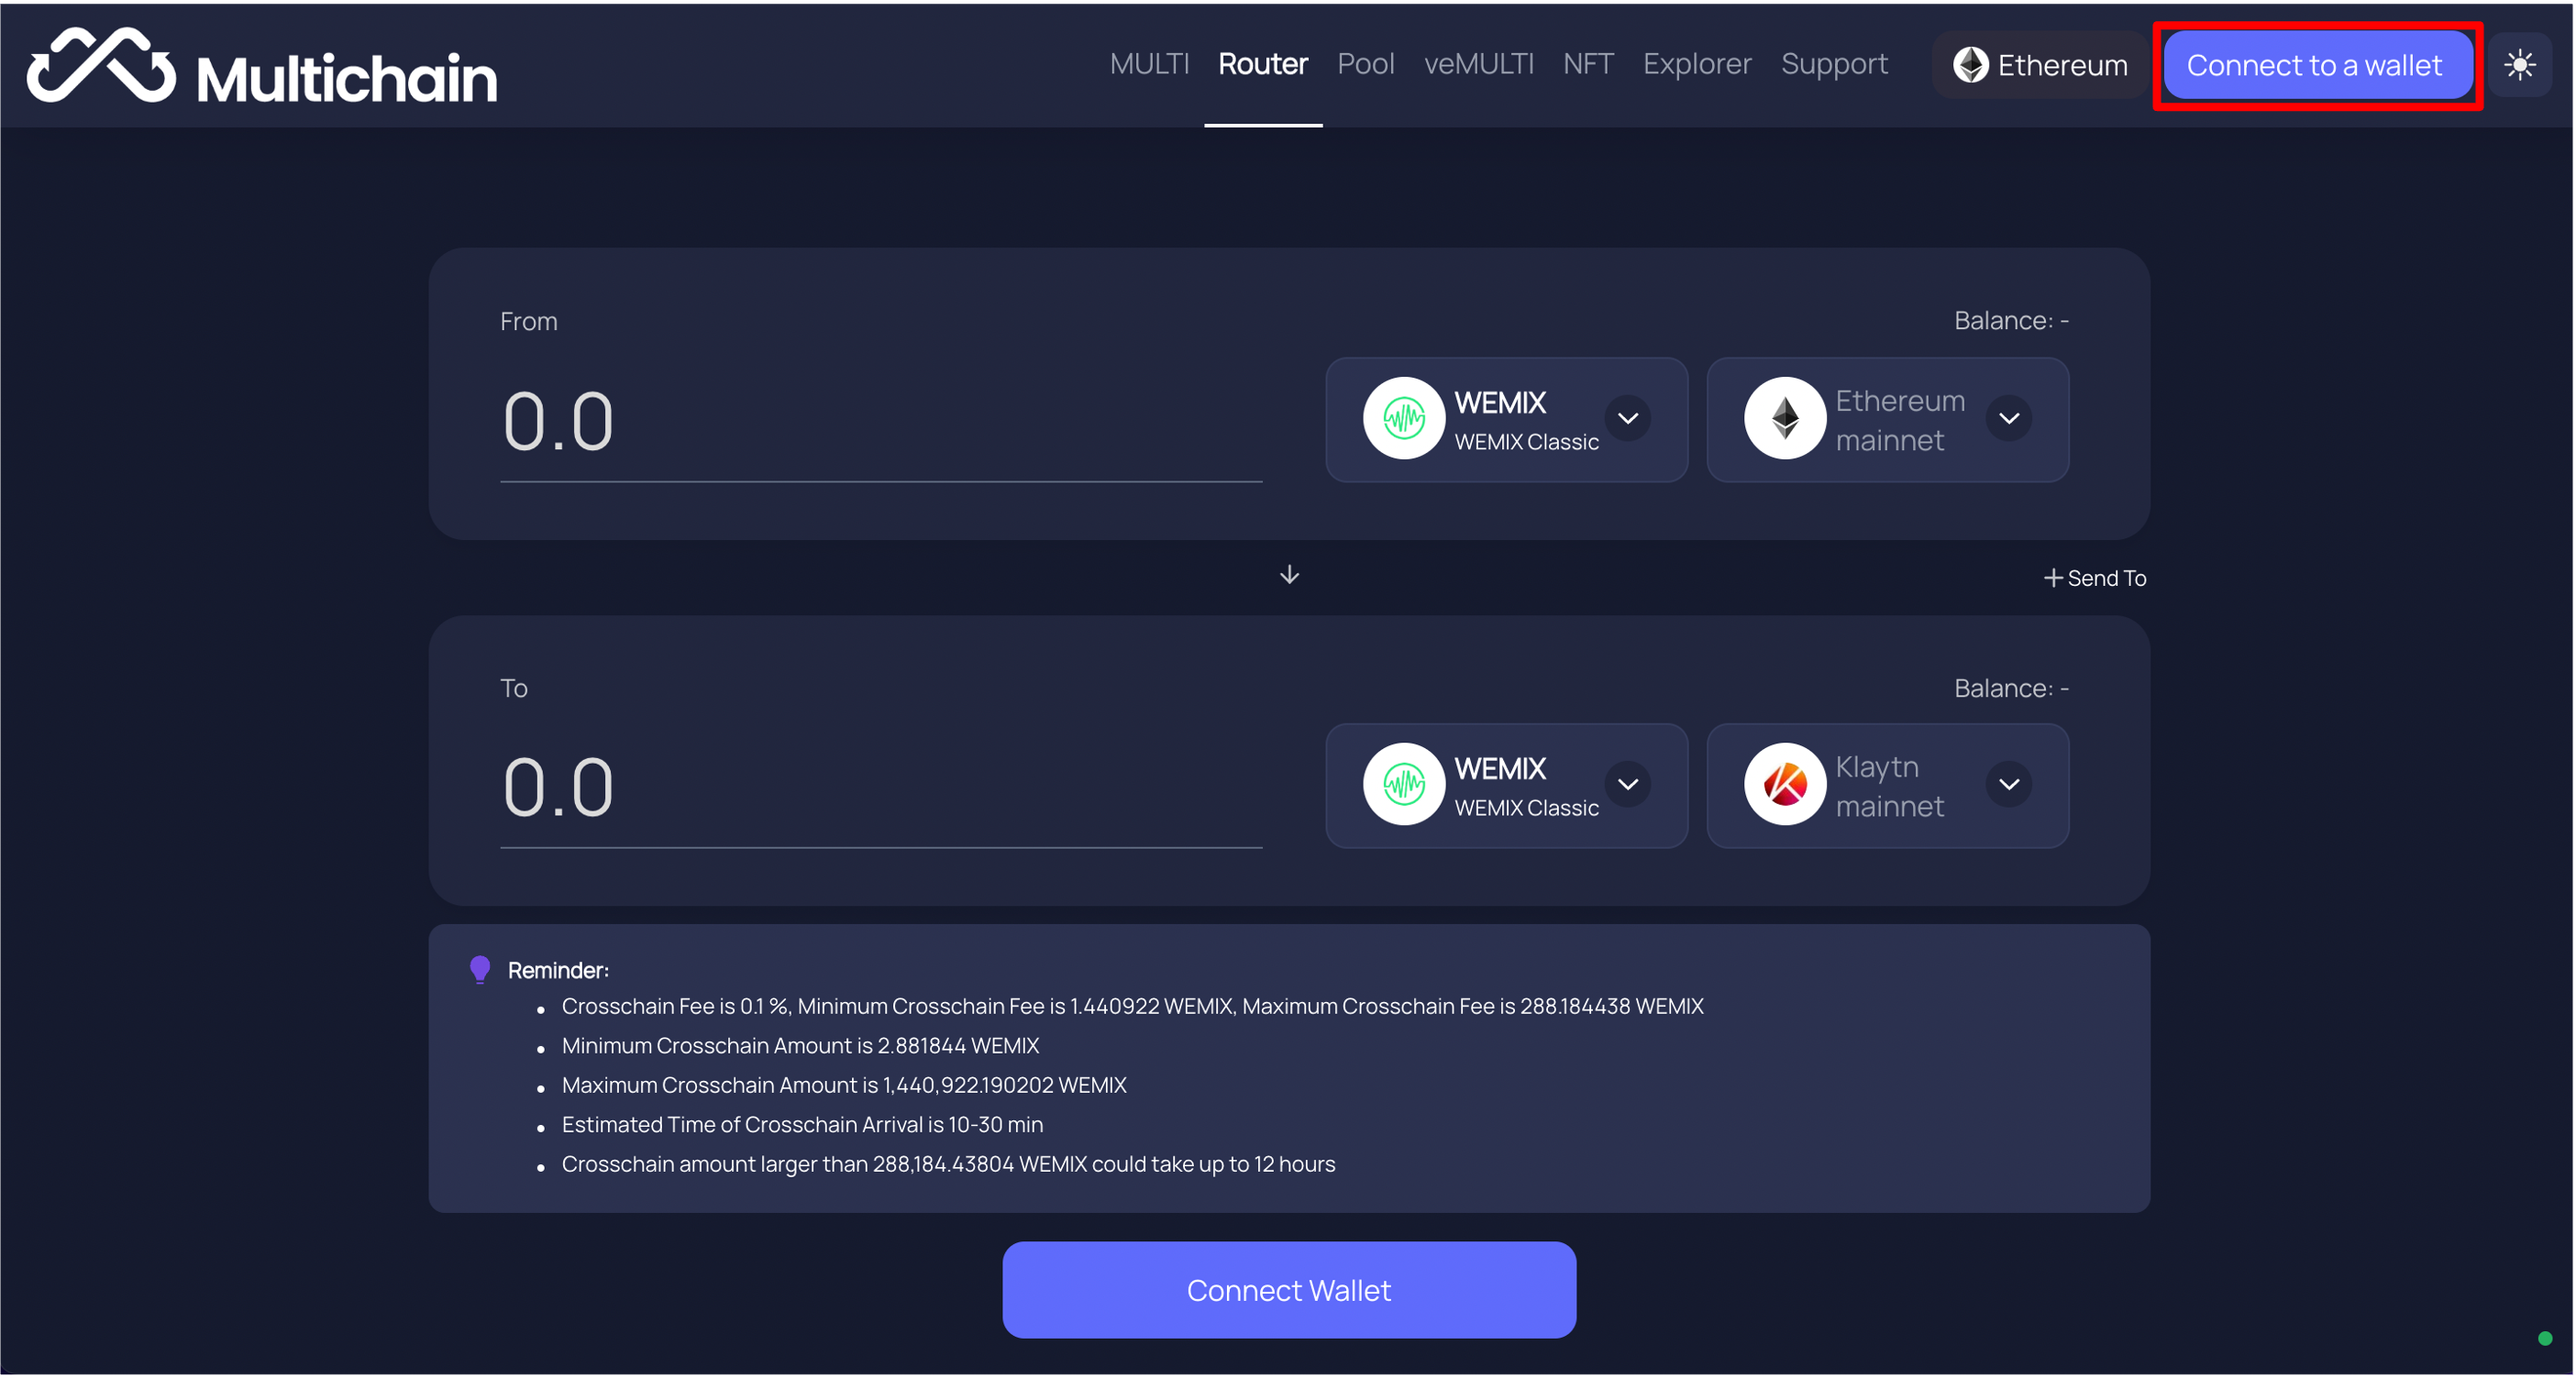 Multichain
MULTI Router Pool veMULTI NFT Explorer Support Ethereum Connect to a wallet
From
Balance: -
0.0
WEMIX
WEMIX Classic
Ethereum
mainnet
Send To
To
Balance: -
0.0
WEMIX
WEMIX Classic
Klaytn
mainnet
Reminder:
Crosschain Fee is 0.1 %, Minimum Crosschain Fee is 1.440922 WEMIX, Maximum Crosschain Fee is 288.184438 WEMIX
Minimum Crosschain Amount is 2.881844 WEMIX
Maximum Crosschain Amount is 1,440,922.190202 WEMIX
Estimated Time of Crosschain Arrival is 10-30 min
Crosschain amount larger than 288,184.43804 WEMIX could take up to 12 hours
Connect Wallet